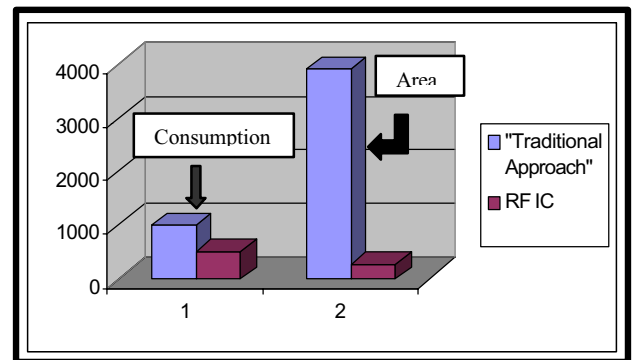 4000
3000
2000
1000
0
Consumption
Area
1
2
"Traditional
Approach"
RF IC